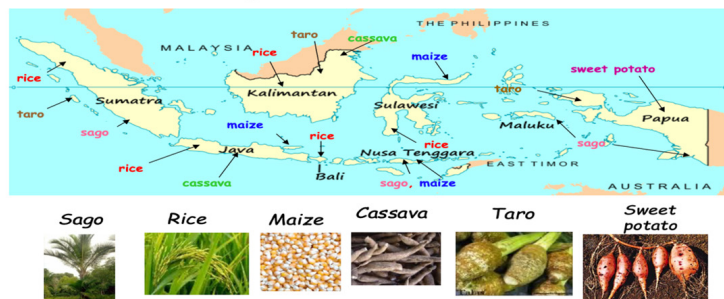 THE PHILIPPINES
MALAYSIA
taro
cassava
rice
rice
maize
sweet potato
taro
Kalimantan
Sumatra
Sulawesi
taro
Papua
Maluku
sago
maize
rice
rice
sago
Java
Nusa Tenggara
rice
cassava
Bali
EAST TIMOR
sago, maize
AUSTRALIA
Sago
Rice
Maize
Cassava
Taro
Sweet
potato